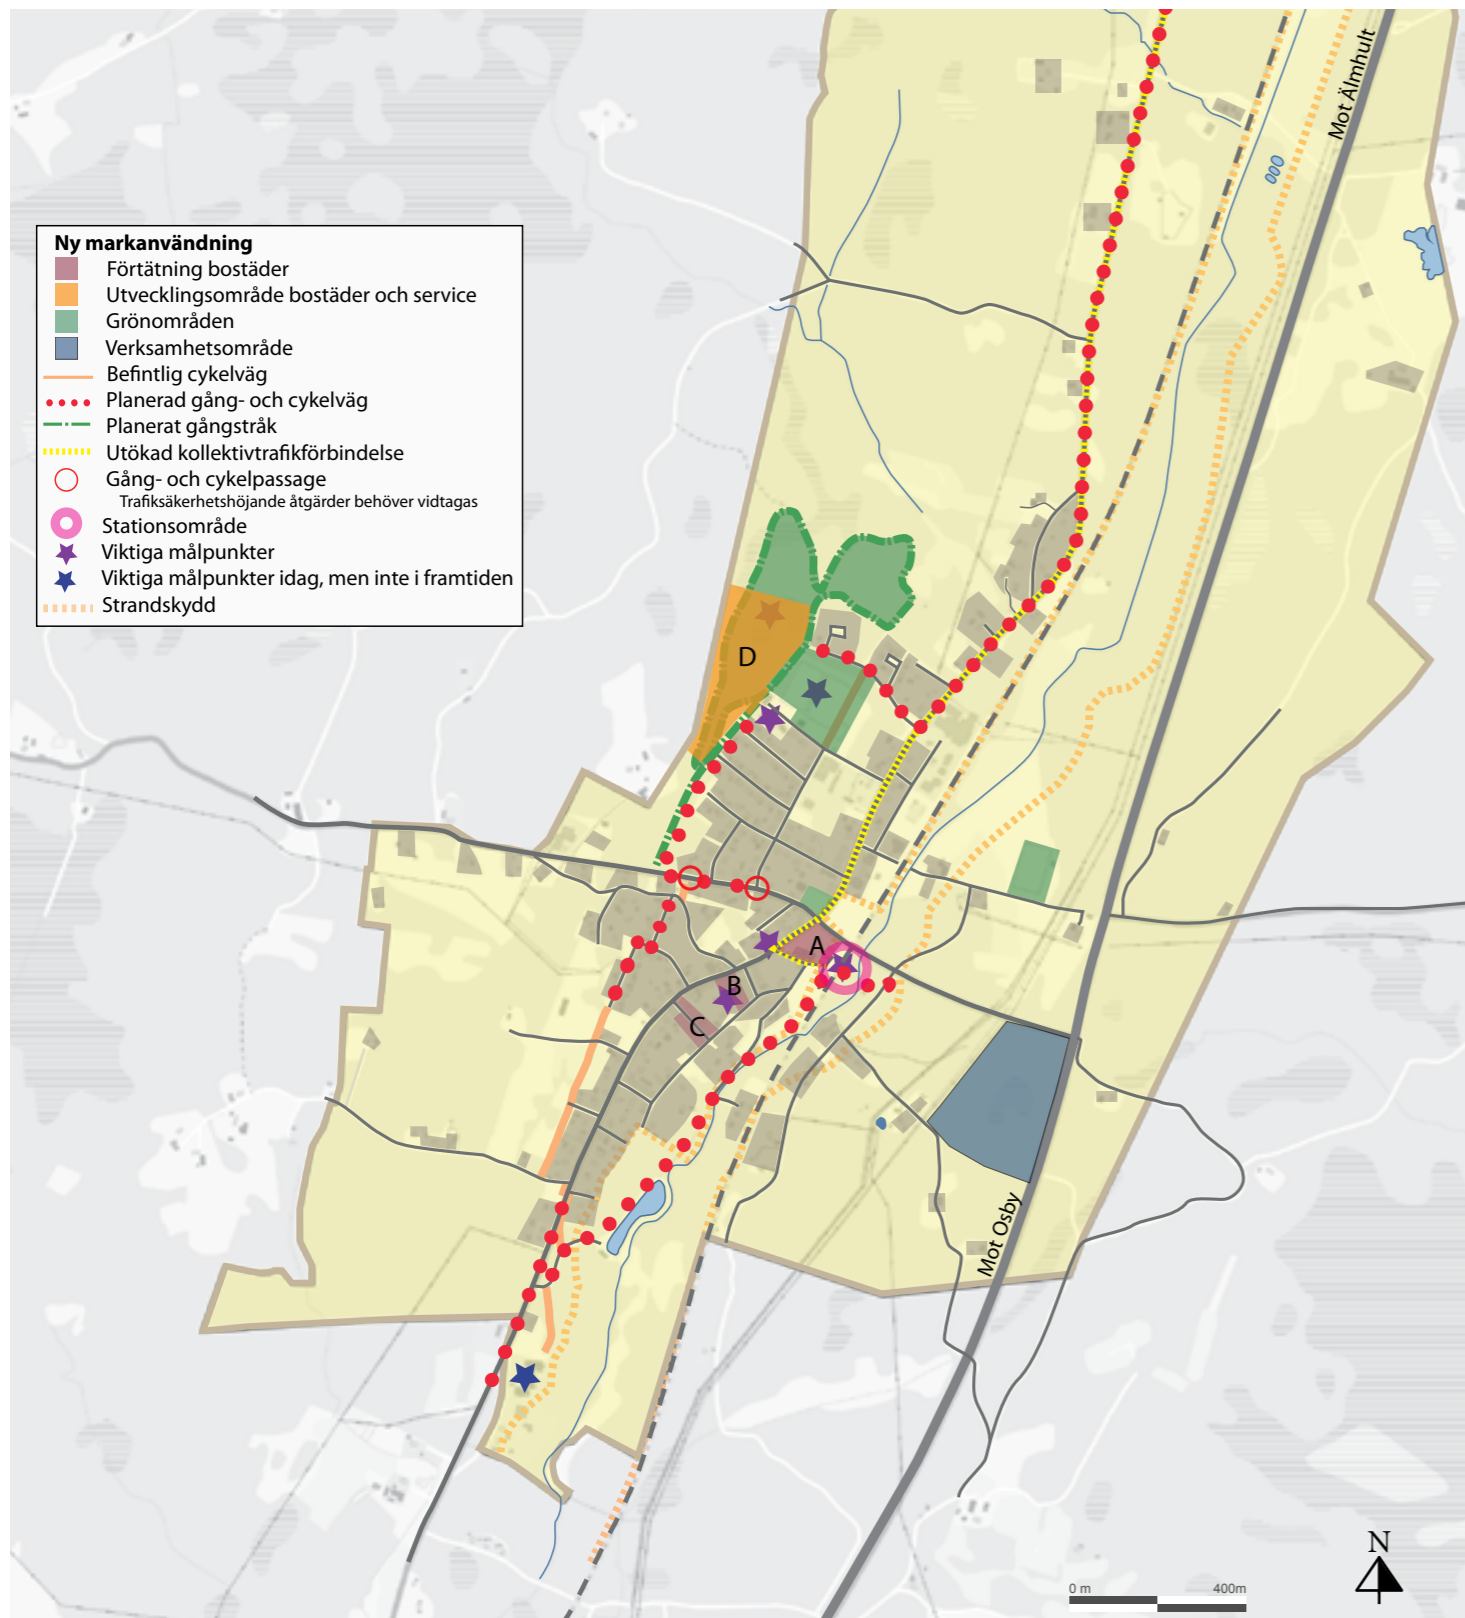 Mot Älmhult
Ny markanvändning
Förtätning bostäder
Utvecklingsområde bostäder och service
Grönområden
Verksamhetsområde
Befintlig cykelväg
Planerad gång- och cykelväg
Planerat gångstråk
Utökad kollektivtrafikförbindelse
Gång- och cykelpassage
Trafiksäkerhetshöjande åtgärder behöver vidtagas
Stationsområde
Viktiga målpunkter
Viktiga målpunkter idag, men inte i framtiden
Strandskydd
D
A
B
C
Mot Osby
N
0 m 400m